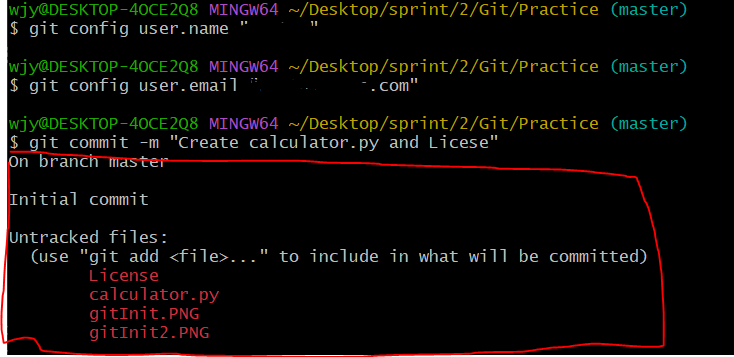 wjy@DESKTOP-4OCE2Q8 MINGW64 ~/Desktop/sprint/2/Git/Practice (master)
$ git config user.name " "
wjy@DESKTOP-4OCE2Q8 MINGW64 ~/Desktop/sprint/2/Git/Practice (master)
$ git config user.email " .com"
wjy@DESKTOP-4OCE2Q8 MINGW64 ~/Desktop/sprint/2/Git/Practice (master)
$ git commit -m "Create calculator.py and Licese"
On branch master
Initial commit
Untracked files:
(use "git add <file>..." to include in what will be committed)
License
calculator.py
gitInit.PNG
gitInit2.PNG